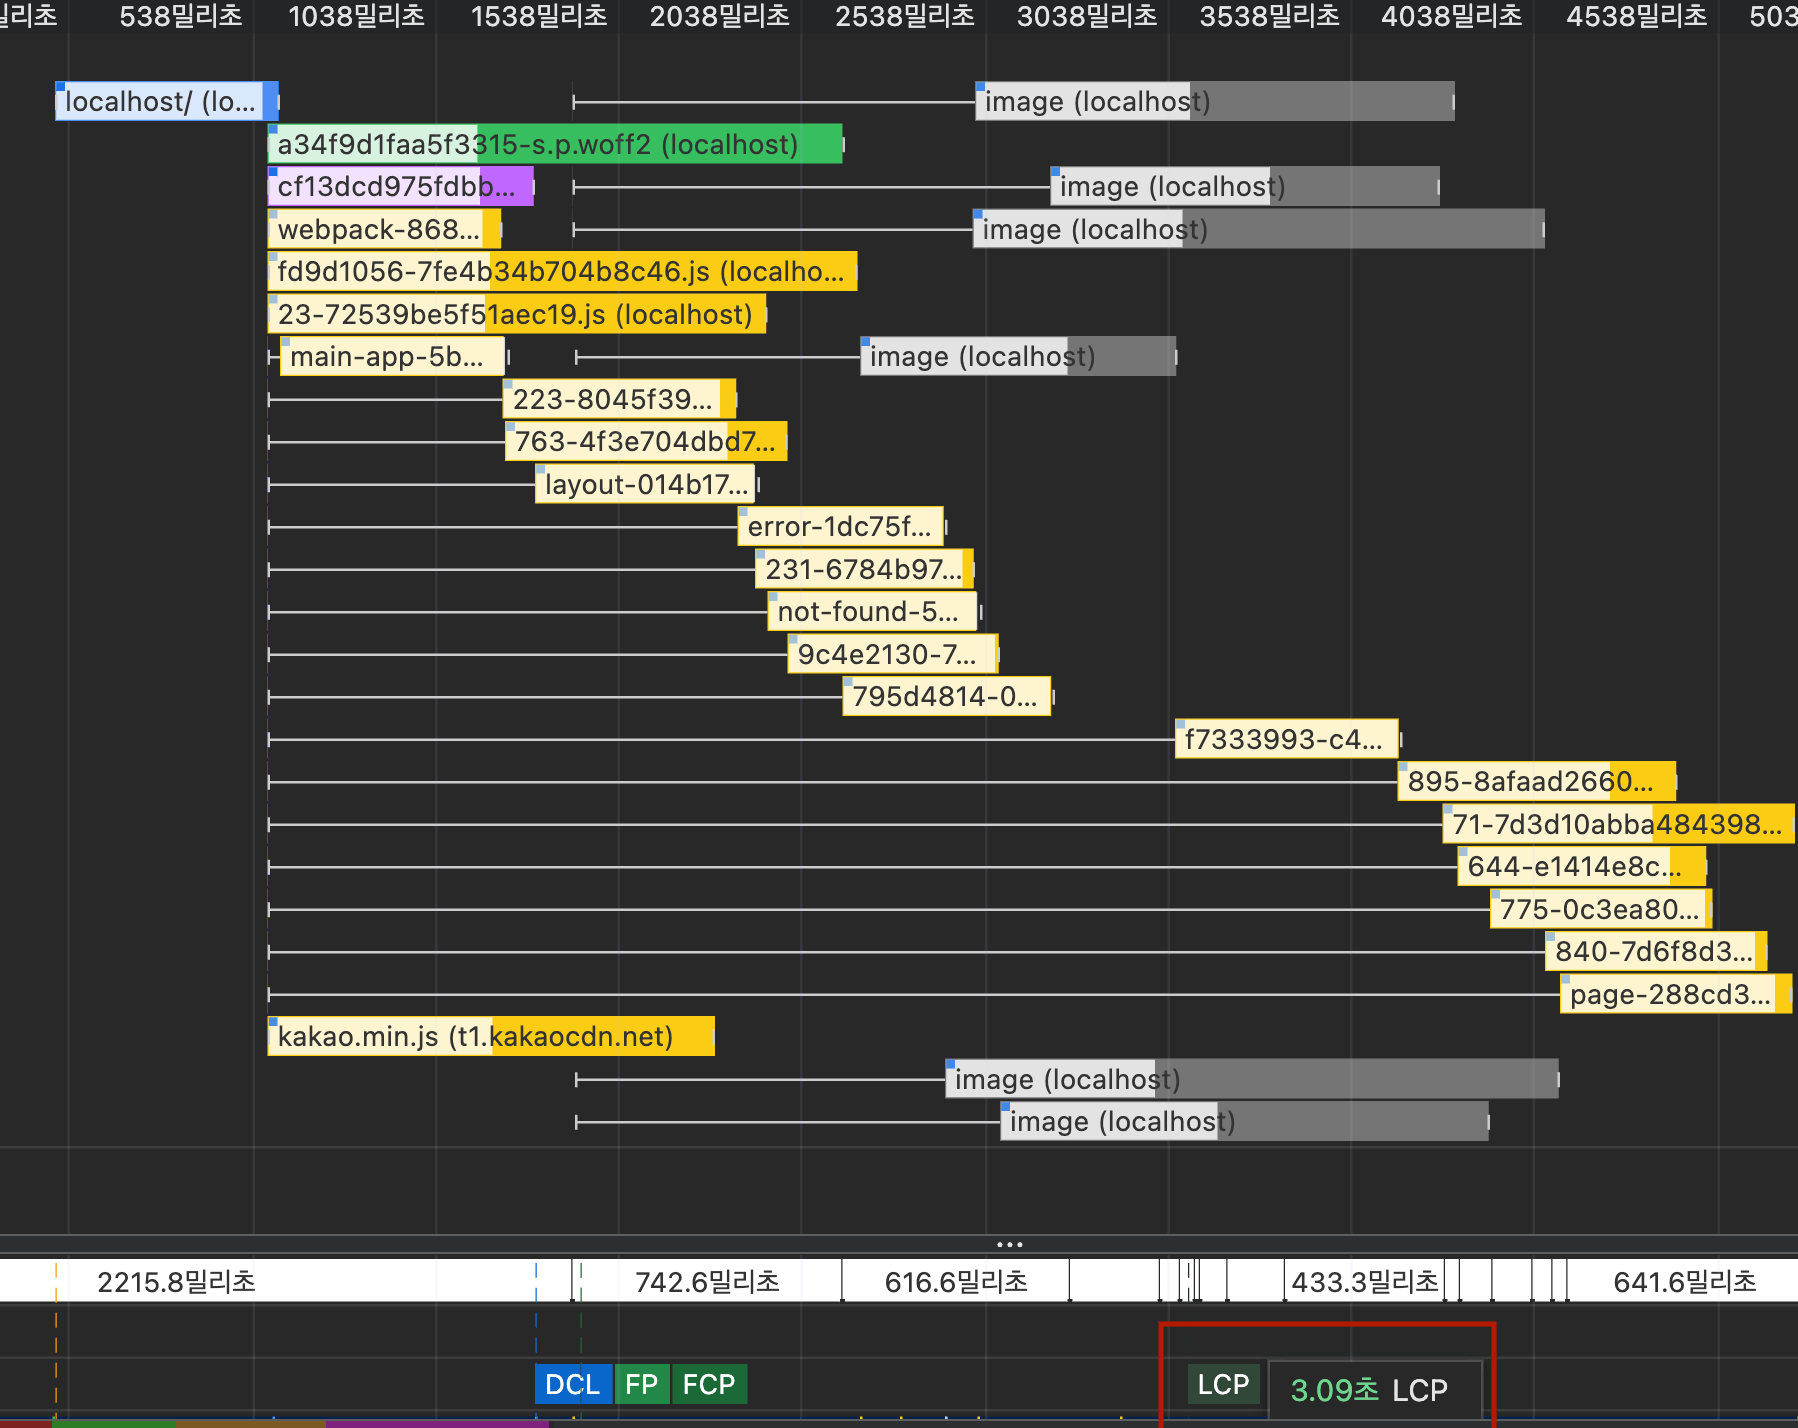 밀리초 538밀리초 1038밀리초 1538밀리초 2038밀리초 2538밀리초 3038밀리초 3538밀리초 4038밀리초 4538밀리초 503
localhost/ (lo... image (localhost)
a34f9d1faa5f3315-s.p.woff2 (localhost)
cf13dcd975fdbb... image (localhost)
webpack-868... image (localhost)
fd9d1056-7fe4b34b704b8c46.js (localho...
23-72539be5f51aec19.js (localhost)
main-app-5b... image (localhost)
223-8045f39...
763-4f3e704dbd7...
layout-014b17...
error-1dc75f...
231-6784b97...
not-found-5...
9c4e2130-7...
795d4814-0...
f7333993-c4...
895-8afaad2660...
71-7d3d10abba484398...
644-e1414e8c...
775-0c3ea80...
840-7d6f8d3...
page-288cd3...
kakao.min.js (t1.kakaocdn.net)
image (localhost)
image (localhost)
...
2215.8밀리초 742.6밀리초 616.6밀리초 433.3밀리초 641.6밀리초
DCL FP FCP LCP 3.09초 LCP